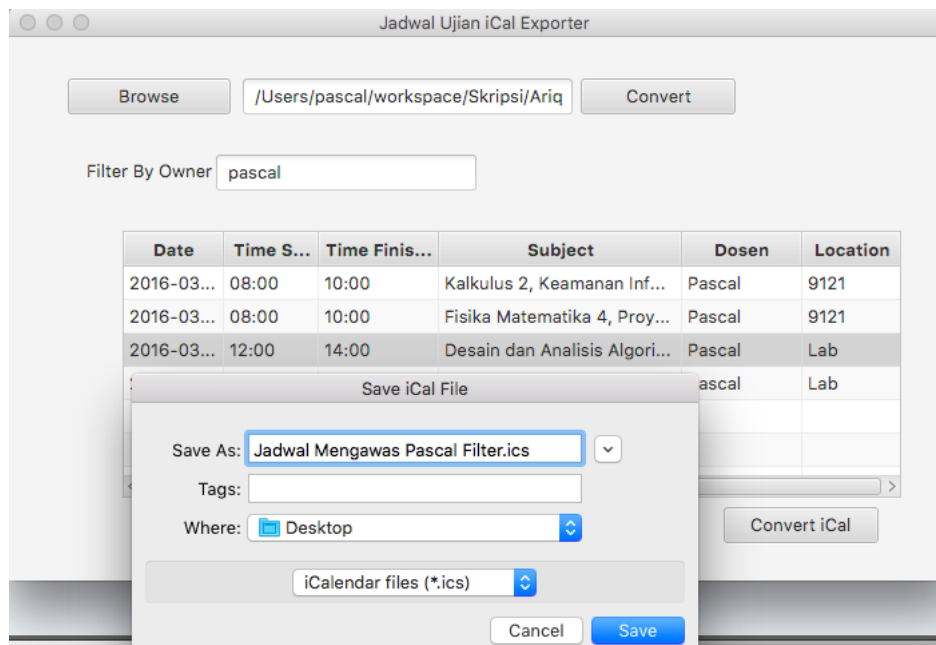 Jadwal Ujian iCal Exporter
Browse /Users/pascal/workspace/Skripsi/Ariq Convert
Filter By Owner pascal
Date Time S... Time Finis... Subject Dosen Location
2016-03... 08:00 10:00 Kalkulus 2, Keamanan Inf... Pascal 9121
2016-03... 08:00 10:00 Fisika Matematika 4, Proy... Pascal 9121
2016-03... 12:00 14:00 Desain dan Analisis Algori... Pascal Lab
ascal Lab
Save iCal File
Save As: Jadwal Mengawas Pascal Filter.ics
Tags:
Where: Desktop
Convert iCal
iCalendar files (*.ics)
Cancel Save